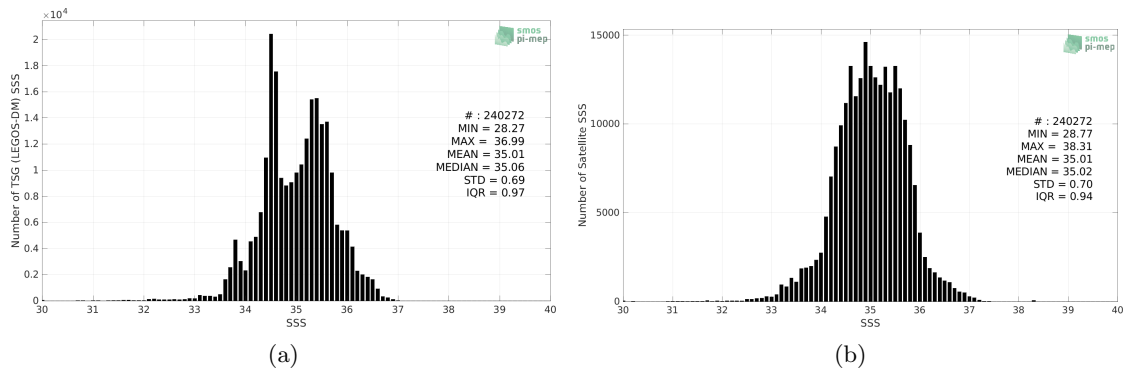 ×10⁴
2
1.8
1.6
1.4
1.2
1
0.8
0.6
0.4
0.2
0
Number of TSG (LEGOS-DM) SSS
smos
pi-mep
# : 240272
MIN = 28.27
MAX = 36.99
MEAN = 35.01
MEDIAN = 35.06
STD = 0.69
IQR = 0.97
30 31 32 33 34 35 36 37 38 39 40
SSS
(a)
15000
10000
5000
0
Number of Satellite SSS
smos
pi-mep
# : 240272
MIN = 28.77
MAX = 38.31
MEAN = 35.01
MEDIAN = 35.02
STD = 0.70
IQR = 0.94
30 31 32 33 34 35 36 37 38 39 40
SSS
(b)